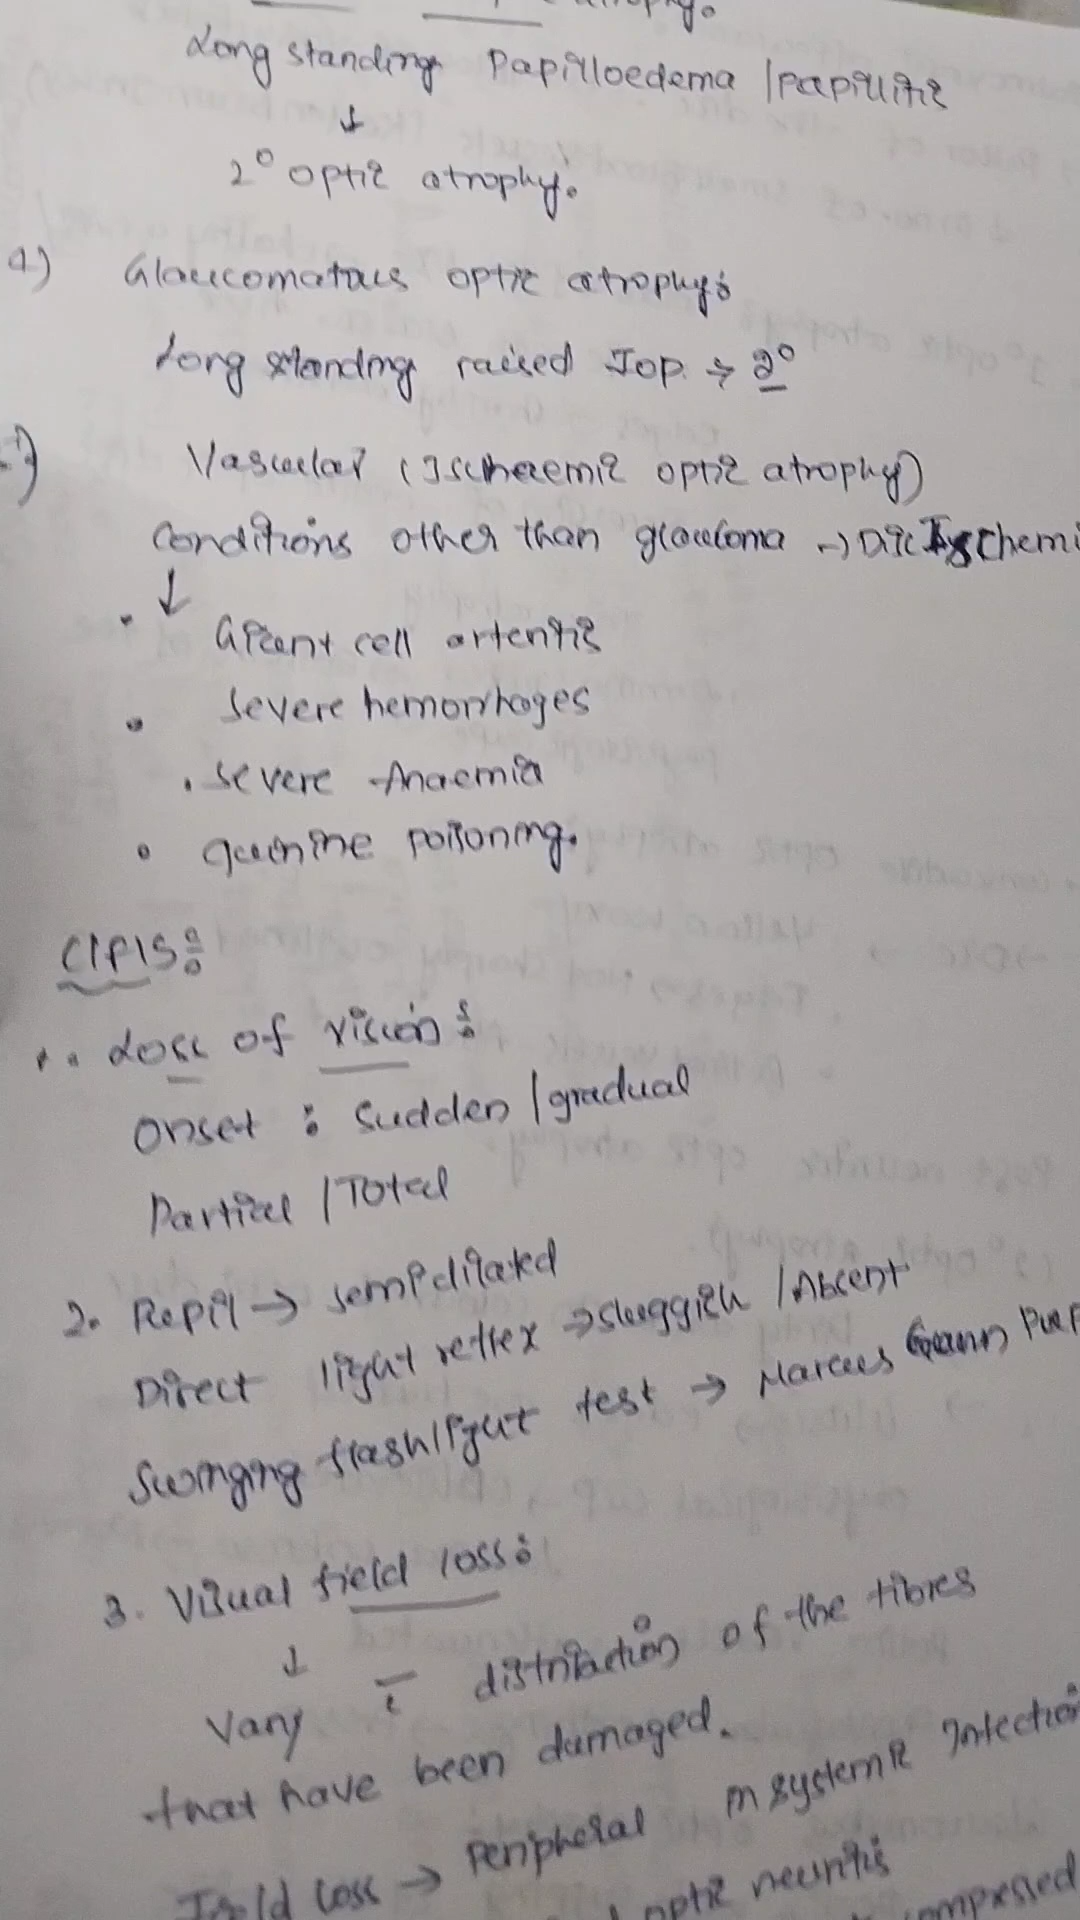 atrophy.
Long standing Papilloedema / papillitis
↓
2° optic atrophy.
4) Glaucomatous optic atrophy:
Long standing raised IOP → 2°
Vascular (Ischaemic optic atrophy)
Conditions other than glaucoma → Disc Ischemi
↓
• Giant cell arteritis
• Severe hemorrhages
• Severe Anaemia
• quinine poisoning.
C/F/S:
1. Loss of vision:
Onset : Sudden / gradual
Partial / Total
2. Pupil → semidilated
Direct light reflex → sluggish / Absent
Swinging flashlight test → Marcus Gunn Pup
3. Visual field loss:
↓
Vary c̄ distribution of the fibres
that have been damaged.
Field loss → Peripheral in systemic Infection
optic neuritis
compressed